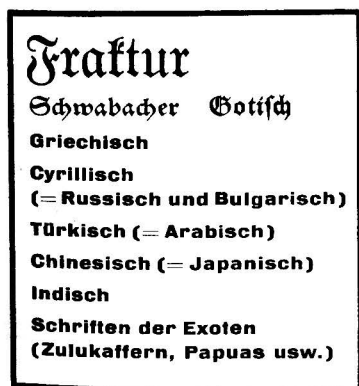 Fraktur
Schwabacher Gotiſch
Griechisch
Cyrillisch
(= Russisch und Bulgarisch)
Türkisch (= Arabisch)
Chinesisch (= Japanisch)
Indisch
Schriften der Exoten
(Zulukaffern, Papuas usw.)